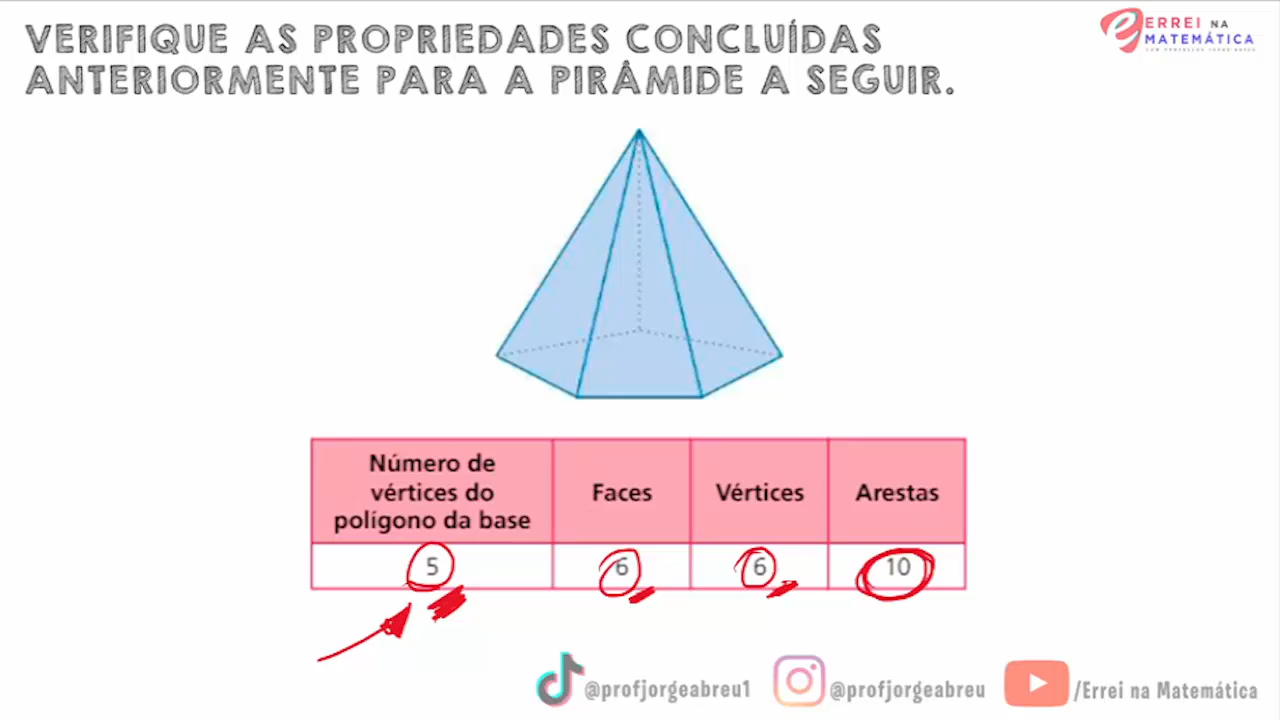 VERIFIQUE AS PROPRIEDADES CONCLUÍDAS
ANTERIORMENTE PARA A PIRÂMIDE A SEGUIR.
ERREI NA
MATEMÁTICA
Número de
vértices do
polígono da base
Faces
Vértices
Arestas
5
6
6
10
@profjorgeabreu1
@profjorgeabreu
/Errei na Matemática